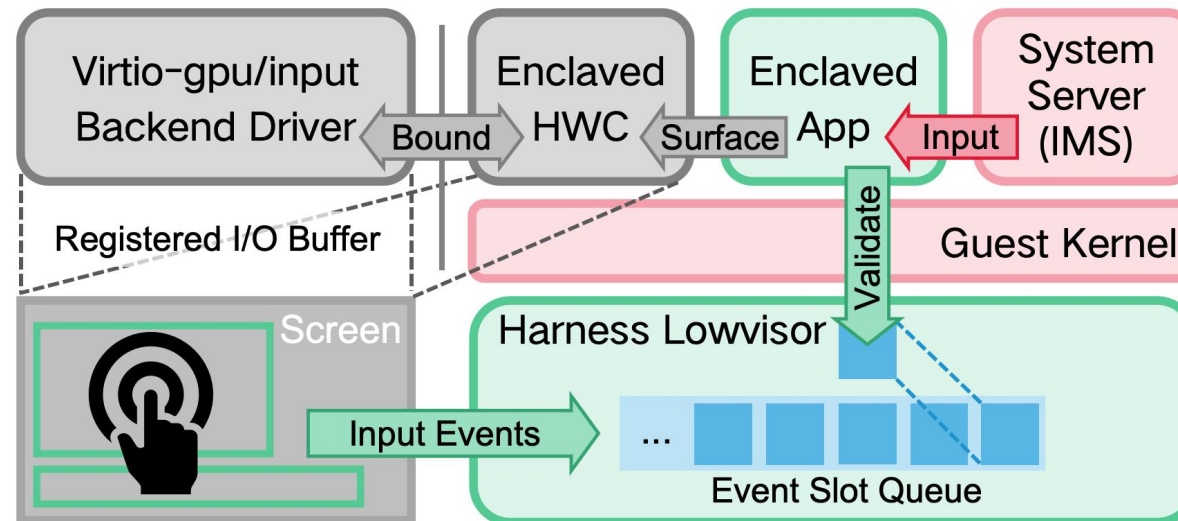 Virtio-gpu/input
Backend Driver
Bound
Enclaved
HWC
Surface
Enclaved
App
Input
System
Server
(IMS)
Registered I/O Buffer
Validate
Guest Kernel
Screen
Harness Lowvisor
Input Events
...
Event Slot Queue